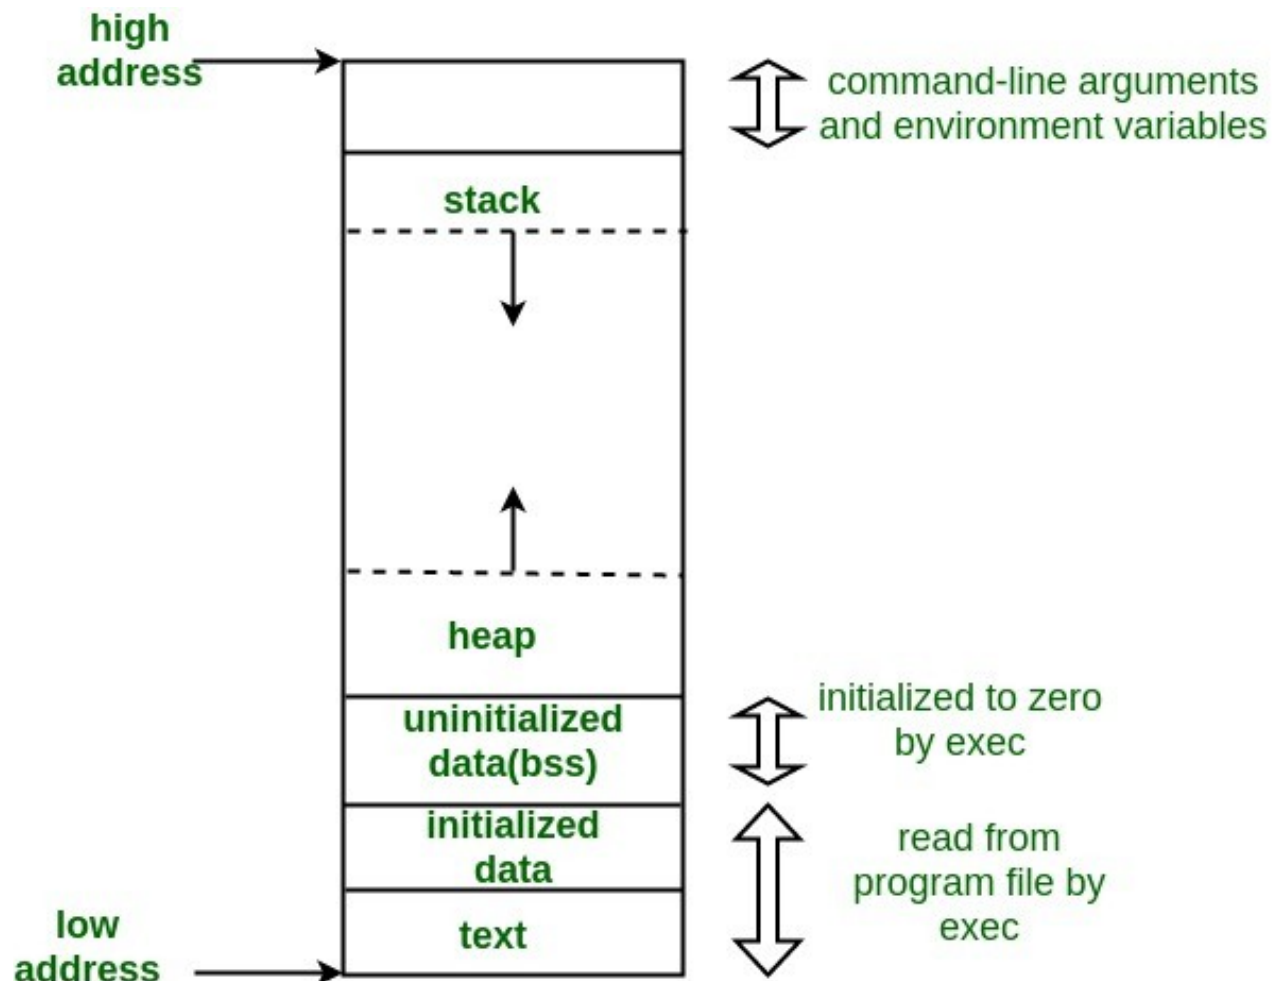 high
address
command-line arguments
and environment variables
stack
heap
uninitialized
data(bss)
initialized to zero
by exec
initialized
data
read from
program file by
exec
text
low
address